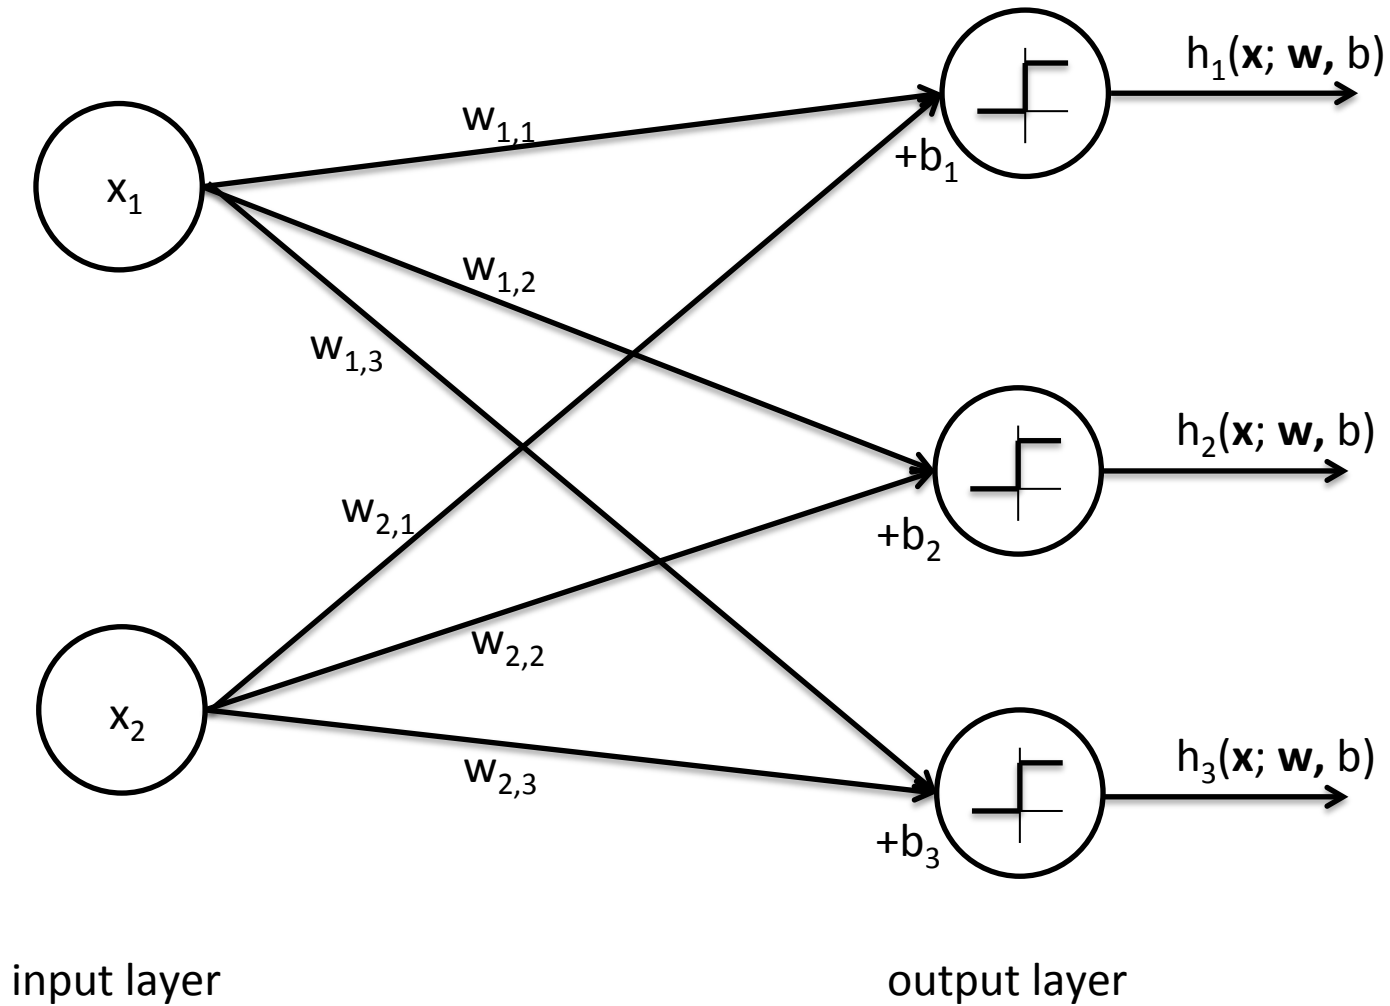 h₁(x; w, b)
w₁,₁
+b₁
x₁
w₁,₂
w₁,₃
h₂(x; w, b)
w₂,₁
+b₂
w₂,₂
x₂
h₃(x; w, b)
w₂,₃
+b₃
input layer
output layer